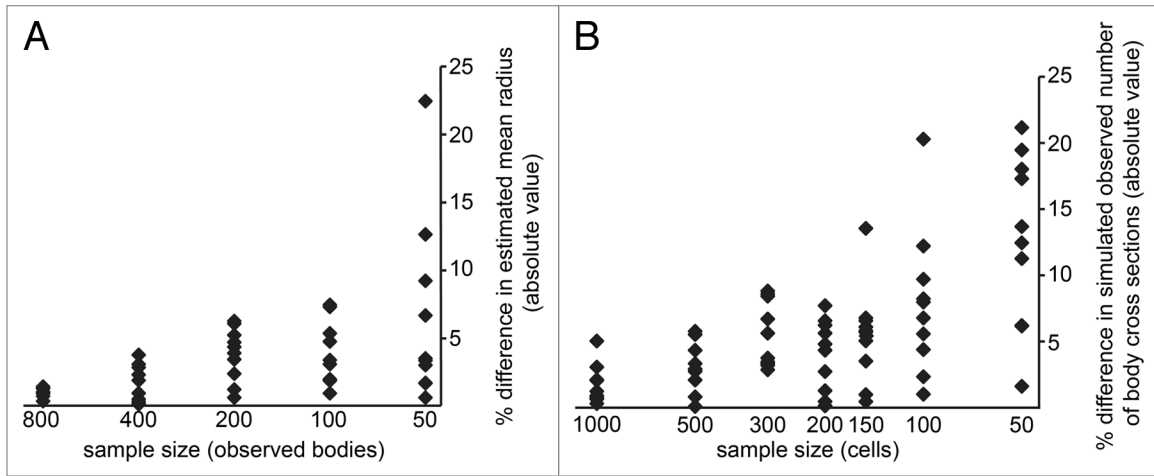 A
25
20
15
10
5
% difference in estimated mean radius
(absolute value)
800 400 200 100 50
sample size (observed bodies)
B
25
20
15
10
5
% difference in simulated observed number
of body cross sections (absolute value)
1000 500 300 200 150 100 50
sample size (cells)